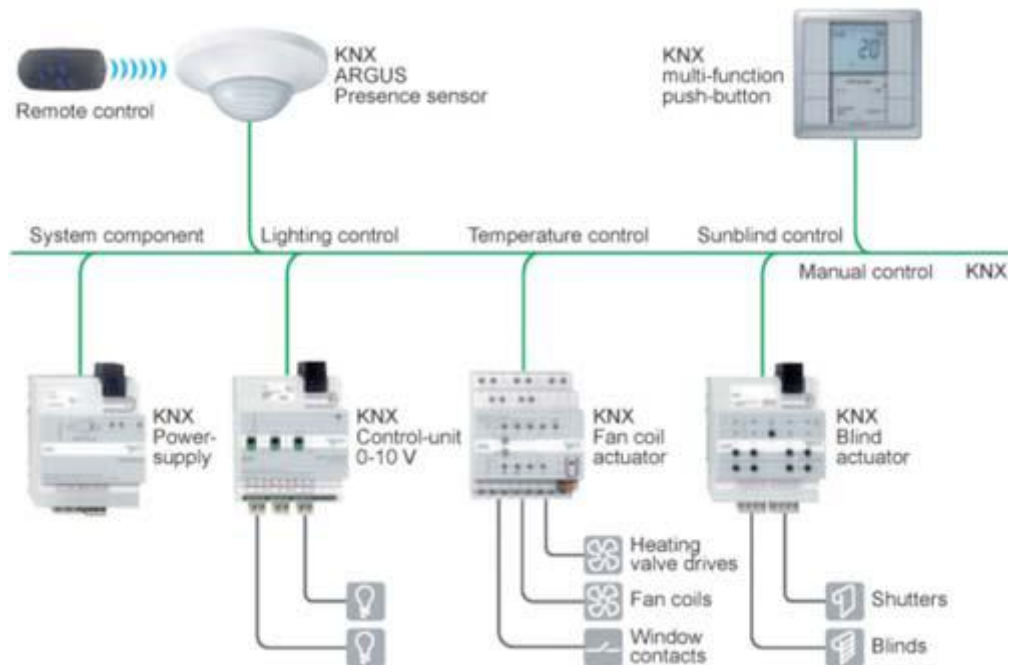 Remote control
KNX
ARGUS
Presence sensor
KNX
multi-function
push-button
20
System component
Lighting control
Temperature control
Sunblind control
Manual control
KNX
KNX
Power-
supply
KNX
Control-unit
0-10 V
KNX
Fan coil
actuator
KNX
Blind
actuator
Heating
valve drives
Fan coils
Window
contacts
Shutters
Blinds